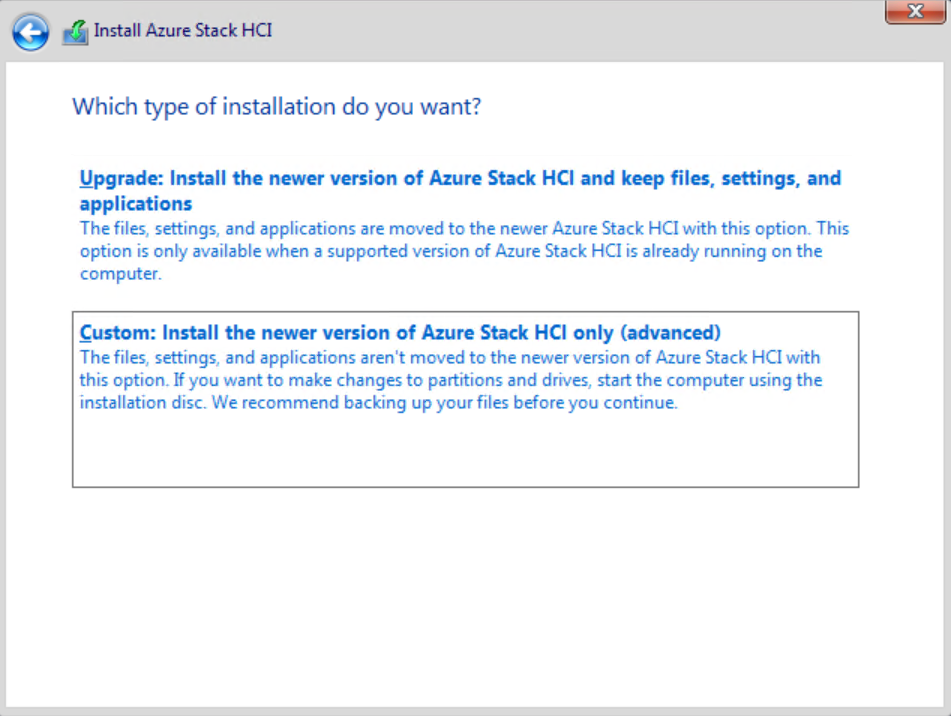 Install Azure Stack HCI
Which type of installation do you want?
Upgrade: Install the newer version of Azure Stack HCI and keep files, settings, and
applications
The files, settings, and applications are moved to the newer Azure Stack HCI with this option. This
option is only available when a supported version of Azure Stack HCI is already running on the
computer.
Custom: Install the newer version of Azure Stack HCI only (advanced)
The files, settings, and applications aren't moved to the newer version of Azure Stack HCI with
this option. If you want to make changes to partitions and drives, start the computer using the
installation disc. We recommend backing up your files before you continue.